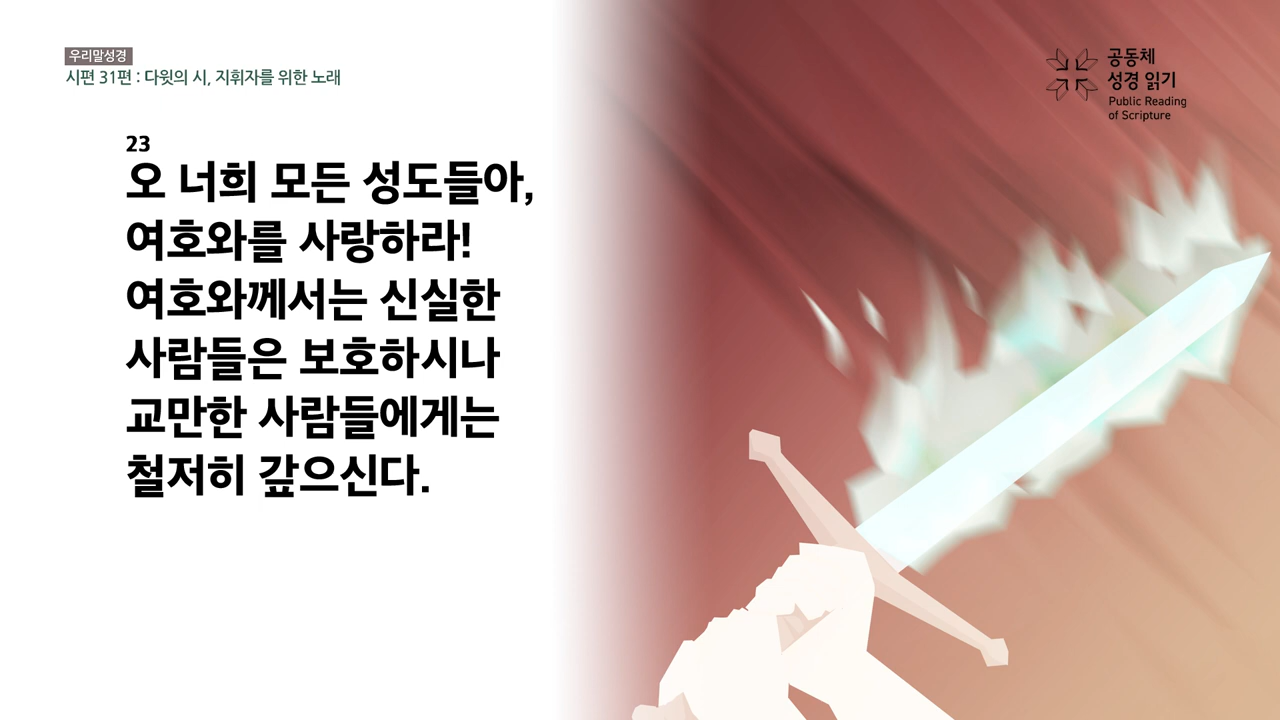 우리말성경
시편 31편 : 다윗의 시, 지휘자를 위한 노래
공동체
성경 읽기
Public Reading
of Scripture
23
오 너희 모든 성도들아,
여호와를 사랑하라!
여호와께서는 신실한
사람들은 보호하시나
교만한 사람들에게는
철저히 갚으신다.